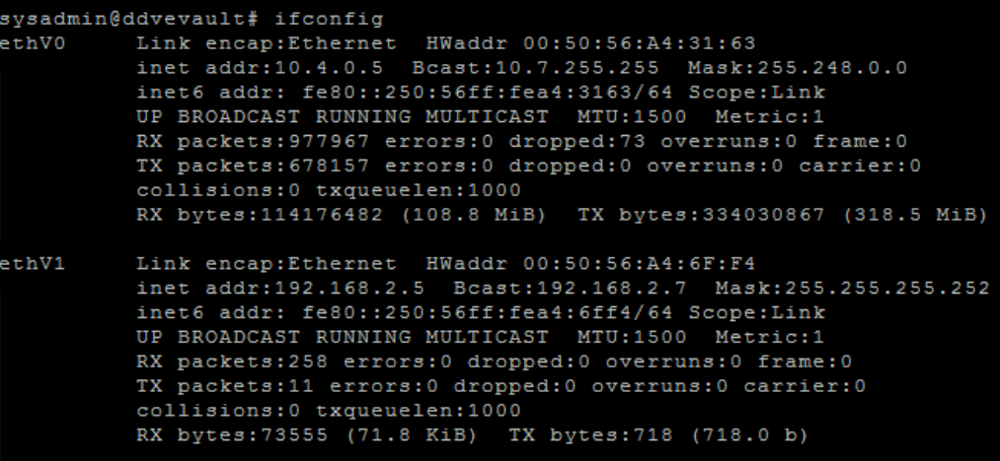 sysadmin@ddvevault# ifconfig
ethV0 Link encap:Ethernet HWaddr 00:50:56:A4:31:63
inet addr:10.4.0.5 Bcast:10.7.255.255 Mask:255.248.0.0
inet6 addr: fe80::250:56ff:fea4:3163/64 Scope:Link
UP BROADCAST RUNNING MULTICAST MTU:1500 Metric:1
RX packets:977967 errors:0 dropped:73 overruns:0 frame:0
TX packets:678157 errors:0 dropped:0 overruns:0 carrier:0
collisions:0 txqueuelen:1000
RX bytes:114176482 (108.8 MiB) TX bytes:334030867 (318.5 MiB)
ethV1 Link encap:Ethernet HWaddr 00:50:56:A4:6F:F4
inet addr:192.168.2.5 Bcast:192.168.2.7 Mask:255.255.255.252
inet6 addr: fe80::250:56ff:fea4:6ff4/64 Scope:Link
UP BROADCAST RUNNING MULTICAST MTU:1500 Metric:1
RX packets:258 errors:0 dropped:0 overruns:0 frame:0
TX packets:11 errors:0 dropped:0 overruns:0 carrier:0
collisions:0 txqueuelen:1000
RX bytes:73555 (71.8 KiB) TX bytes:718 (718.0 b)